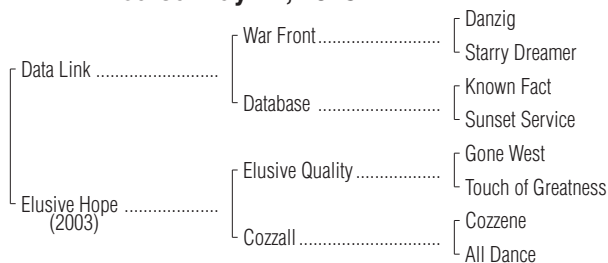 Danzig
War Front
Starry Dreamer
Data Link
Known Fact
Database
Sunset Service
Gone West
Elusive Quality
Touch of Greatness
Elusive Hope
(2003)
Cozzene
Cozzall
All Dance